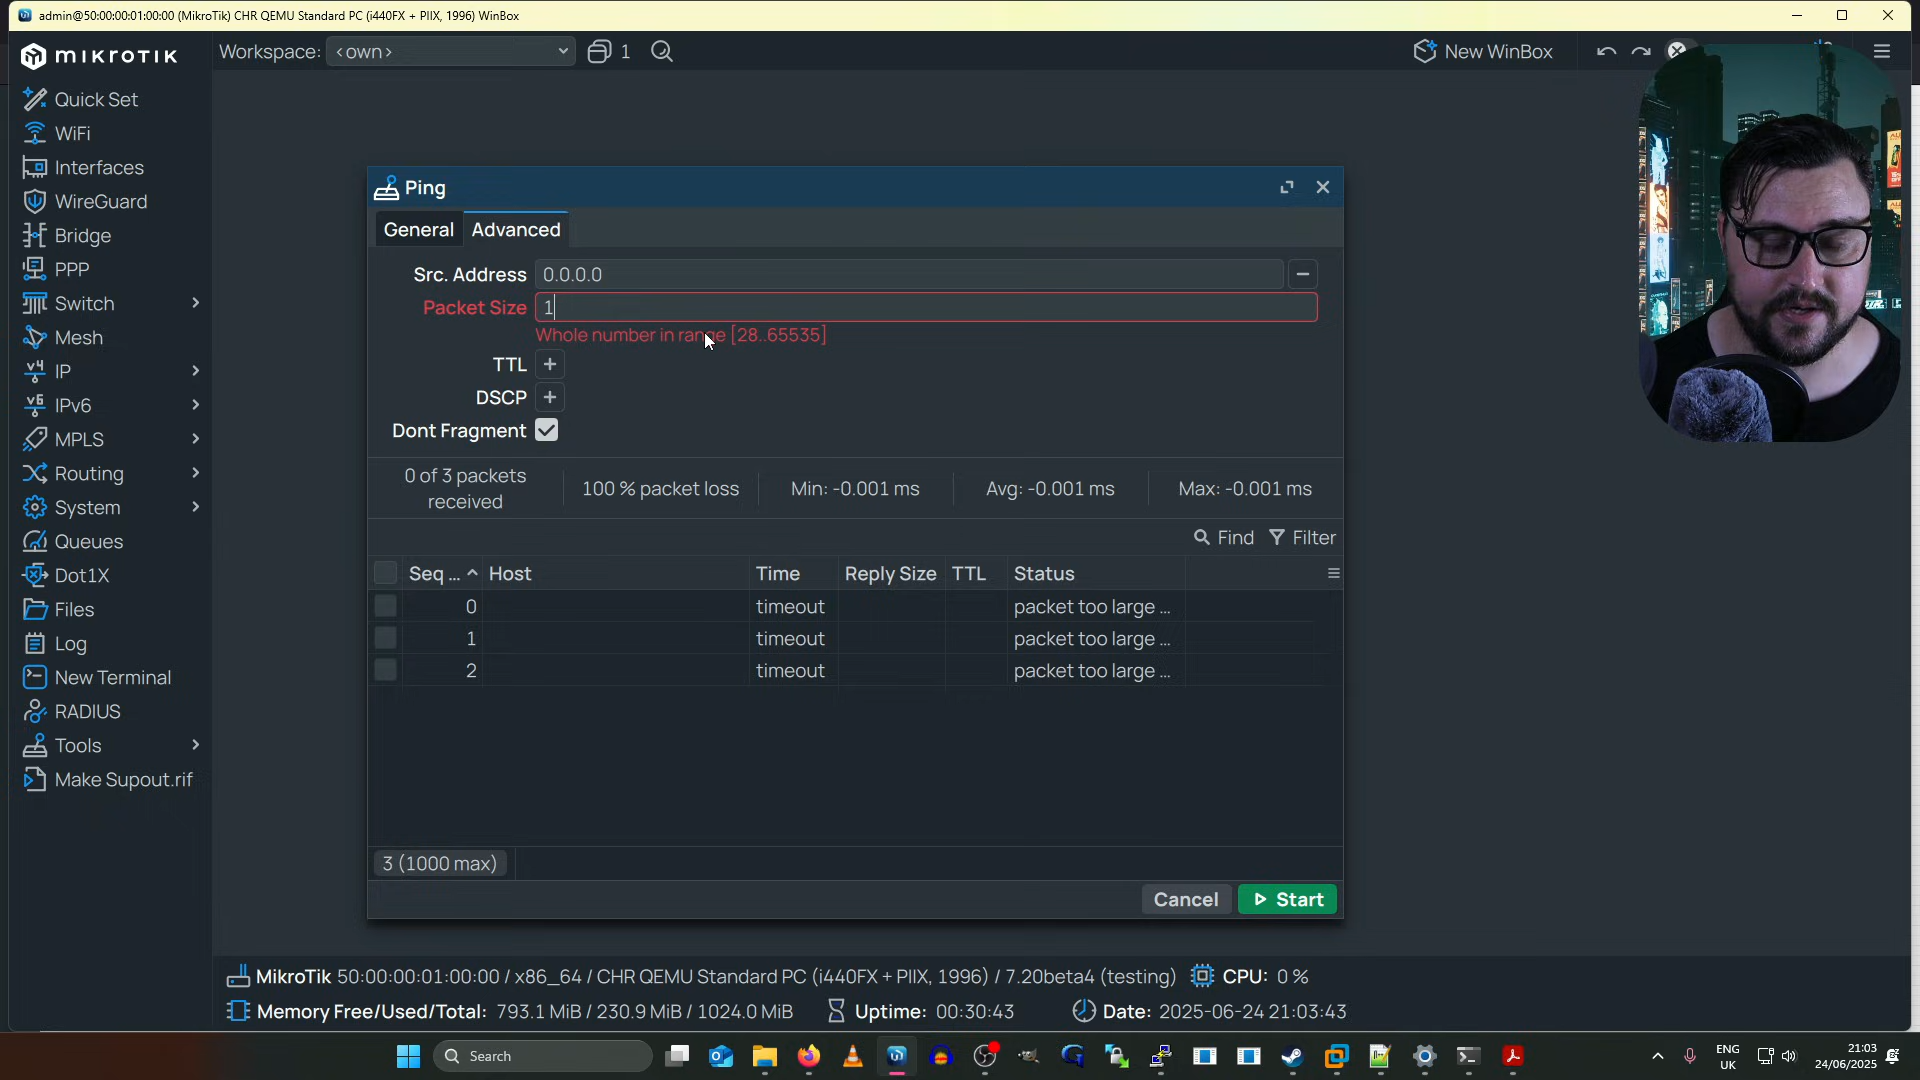 admin@50:00:00:01:00:00 (MikroTik) CHR QEMU Standard PC (i440FX + PIIX, 1996) WinBox
MIKROTIK
Workspace: <own> 1
New WinBox
Quick Set
WiFi
Interfaces
WireGuard
Bridge
PPP
Switch
Mesh
IP
IPv6
MPLS
Routing
System
Queues
Dot1X
Files
Log
New Terminal
RADIUS
Tools
Make Supout.rif
Ping
General Advanced
Src. Address 0.0.0.0
Packet Size 1
Whole number in range [28..65535]
TTL
DSCP
Dont Fragment
0 of 3 packets received 100 % packet loss Min: -0.001 ms Avg: -0.001 ms Max: -0.001 ms
Find Filter
Seq ... Host Time Reply Size TTL Status
0 timeout packet too large ...
1 timeout packet too large ...
2 timeout packet too large ...
3 (1000 max)
Cancel Start
MikroTik 50:00:00:01:00:00 / x86_64 / CHR QEMU Standard PC (i440FX + PIIX, 1996) / 7.20beta4 (testing) CPU: 0 %
Memory Free/Used/Total: 793.1 MiB / 230.9 MiB / 1024.0 MiB Uptime: 00:30:43 Date: 2025-06-24 21:03:43
Search
ENG
UK
21:03
24/06/2025